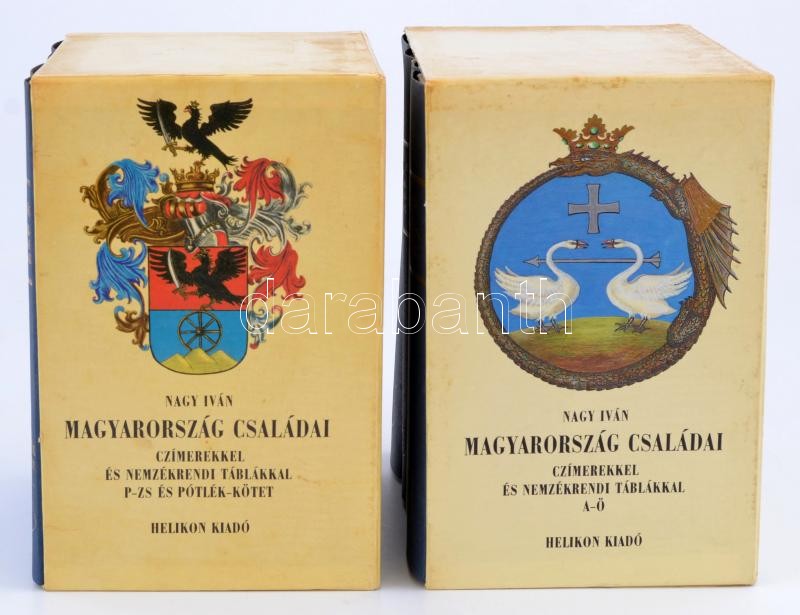 NAGY IVÁN
MAGYARORSZÁG CSALÁDAI
CZÍMEREKKEL
ÉS NEMZÉKRENDI TÁBLÁKKAL
P-ZS ÉS PÓTLÉK-KÖTET
HELIKON KIADÓ
NAGY IVÁN
MAGYARORSZÁG CSALÁDAI
CZÍMEREKKEL
ÉS NEMZÉKRENDI TÁBLÁKKAL
A-Ö
HELIKON KIADÓ
darabanth